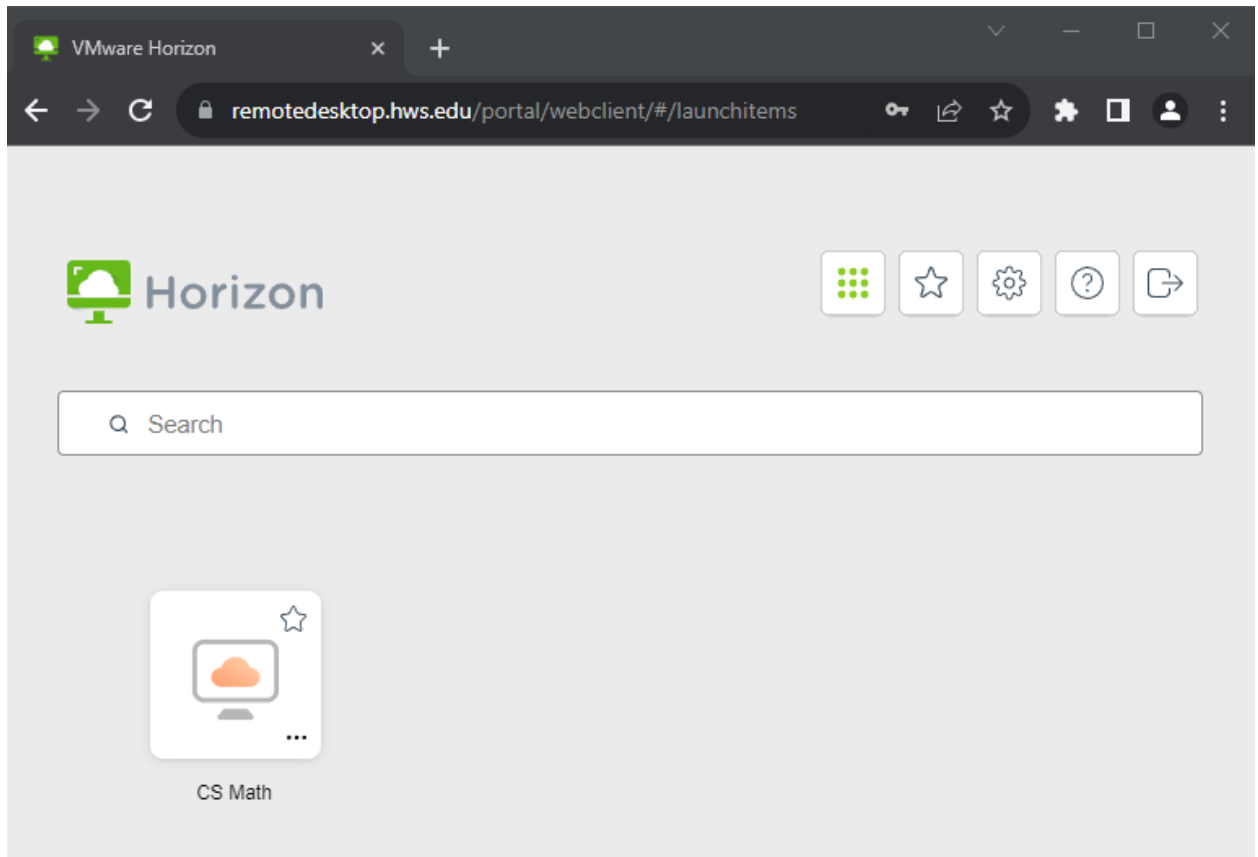 VMware Horizon
remotedesktop.hws.edu/portal/webclient/#/launchitems
Horizon
Search
CS Math